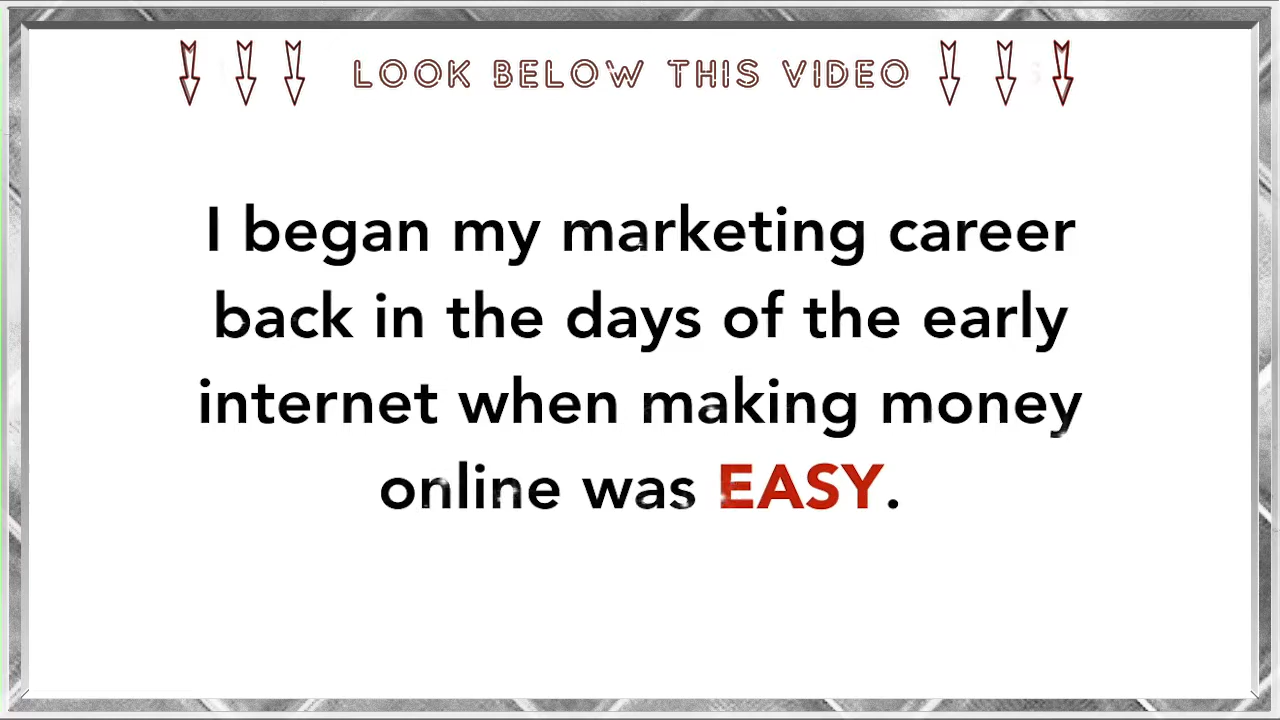 LOOK BELOW THIS VIDEO
I began my marketing career
back in the days of the early
internet when making money
online was EASY.